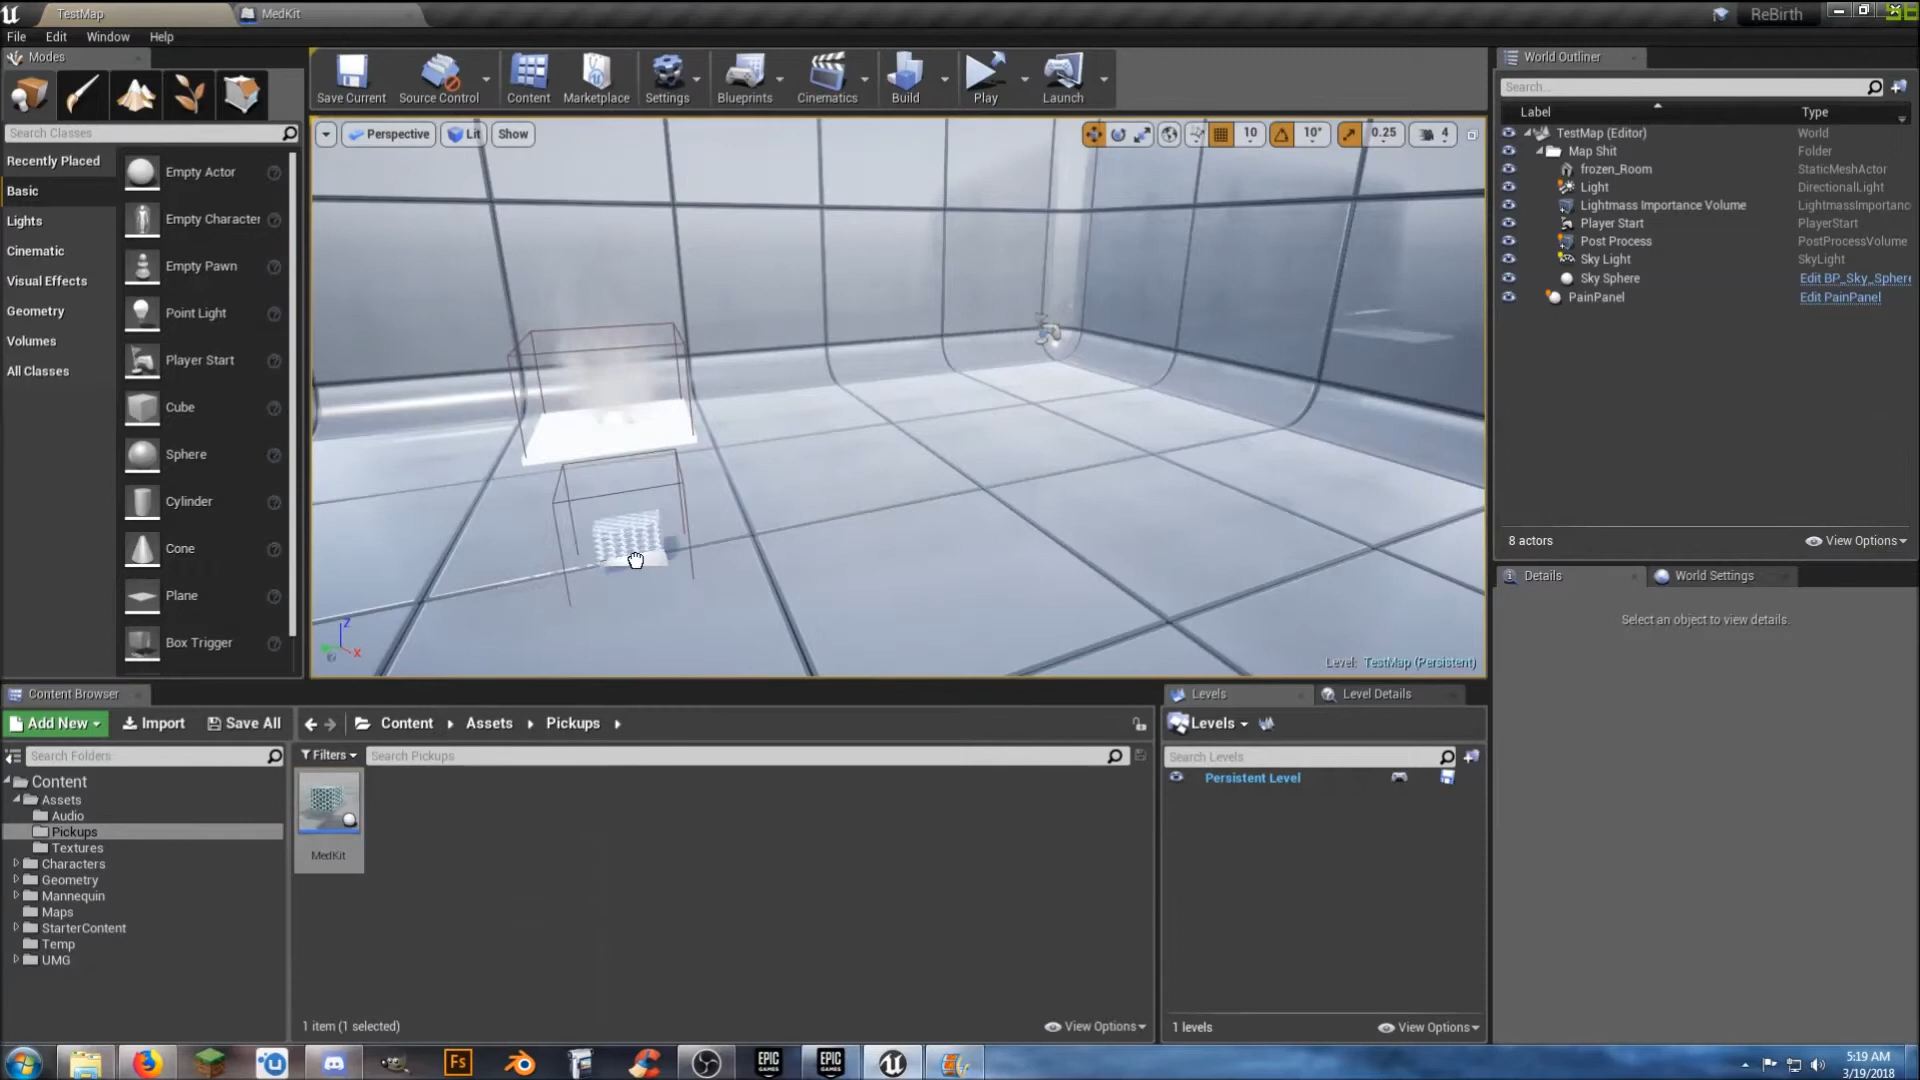 TestMap
MedKit
ReBirth
File
Edit
Window
Help
Modes
Search Classes
Recently Placed
Basic
Lights
Cinematic
Visual Effects
Geometry
Volumes
All Classes
Empty Actor
Empty Character
Empty Pawn
Point Light
Player Start
Cube
Sphere
Cylinder
Cone
Plane
Box Trigger
Save Current
Source Control
Content
Marketplace
Settings
Blueprints
Cinematics
Build
Play
Launch
Perspective
Lit
Show
10
10°
0.25
4
Level: TestMap (Persistent)
X
Z
World Outliner
Search...
Label
Type
TestMap (Editor)
World
Map Shit
Folder
frozen_Room
StaticMeshActor
Light
DirectionalLight
Lightmass Importance Volume
LightmassImportanc
Player Start
PlayerStart
Post Process
PostProcessVolume
Sky Light
SkyLight
Sky Sphere
Edit BP_Sky_Sphere
PainPanel
Edit PainPanel
8 actors
View Options
Details
World Settings
Select an object to view details.
Content Browser
Add New
Import
Save All
Content
Assets
Pickups
Search Folders
Filters
Search Pickups
Content
Assets
Audio
Pickups
Textures
Characters
Geometry
Mannequin
Maps
StarterContent
Temp
UMG
MedKit
1 item (1 selected)
View Options
Levels
Level Details
Levels
Search Levels
Persistent Level
1 levels
View Options
Fs
EPIC
GAMES
EPIC
GAMES
5:19 AM
3/19/2018